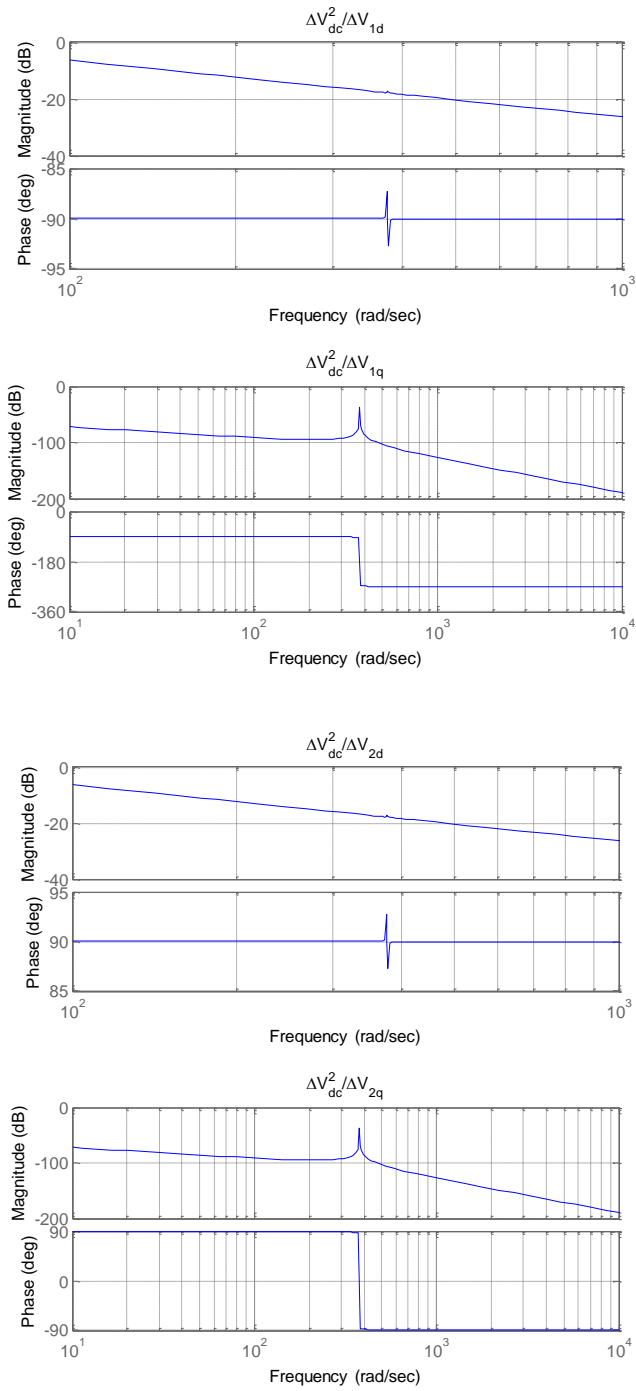 ΔV²dc/ΔV1d
Magnitude (dB)
0
-20
-40
Phase (deg)
-85
-90
-95
10² 10³
Frequency (rad/sec)
ΔV²dc/ΔV1q
Magnitude (dB)
0
-100
-200
Phase (deg)
0
-180
-360
10¹ 10² 10³ 10⁴
Frequency (rad/sec)
ΔV²dc/ΔV2d
Magnitude (dB)
0
-20
-40
Phase (deg)
95
90
85
10² 10³
Frequency (rad/sec)
ΔV²dc/ΔV2q
Magnitude (dB)
0
-100
-200
Phase (deg)
90
0
-90
10¹ 10² 10³ 10⁴
Frequency (rad/sec)